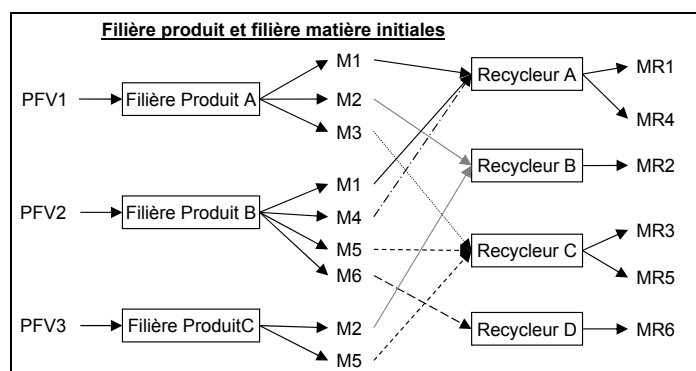 Filière produit et filière matière initiales
PFV1
Filière Produit A
M1
M2
M3
PFV2
Filière Produit B
M1
M4
M5
M6
PFV3
Filière ProduitC
M2
M5
Recycleur A
MR1
MR4
Recycleur B
MR2
Recycleur C
MR3
MR5
Recycleur D
MR6